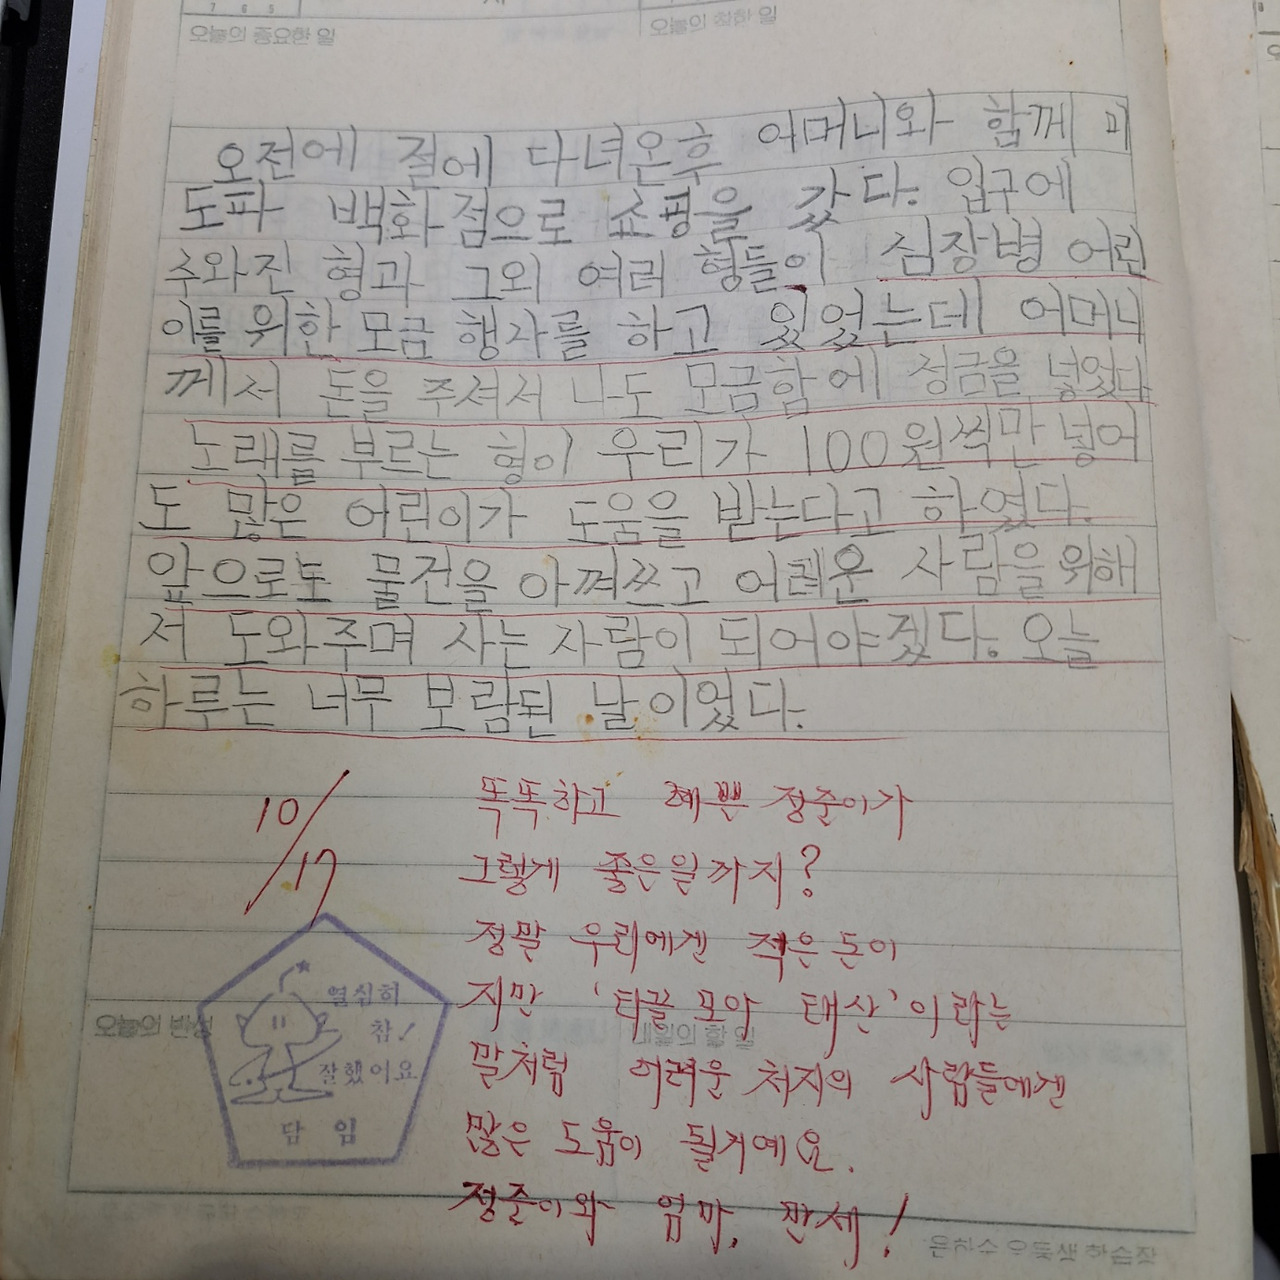 오늘의 중요한 일
오늘의 착한 일
오전에 절에 다녀온후 어머니와 함께 미
도파 백화점으로 쇼핑을 갔다. 입구에
수와진 형과 그외 여러 형들이 심장병 어린
이를 위한 모금 행사를 하고 있었는데 어머니
께서 돈을 주셔서 나도 모금함에 성금을 넣었다
노래를 부르는 형이 우리가 100원씩만 넣어
도 많은 어린이가 도움을 받는다고 하였다.
앞으로도 물건을 아껴쓰고 어려운 사람을 위해
서 도와주며 사는 사람이 되어야겠다. 오늘
하루는 너무 보람된 날이었다.
10/17
똑똑하고 예쁜 정준이가
그렇게 좋은일까지?
정말 우리에겐 적은돈이
지만 '티끌 모아 태산'이라는
말처럼 어려운 처지의 사람들에겐
많은 도움이 될거예요.
정준이와 엄마, 만세!
열심히
참!
잘했어요
담임
오늘의 반성
내일의 할 일